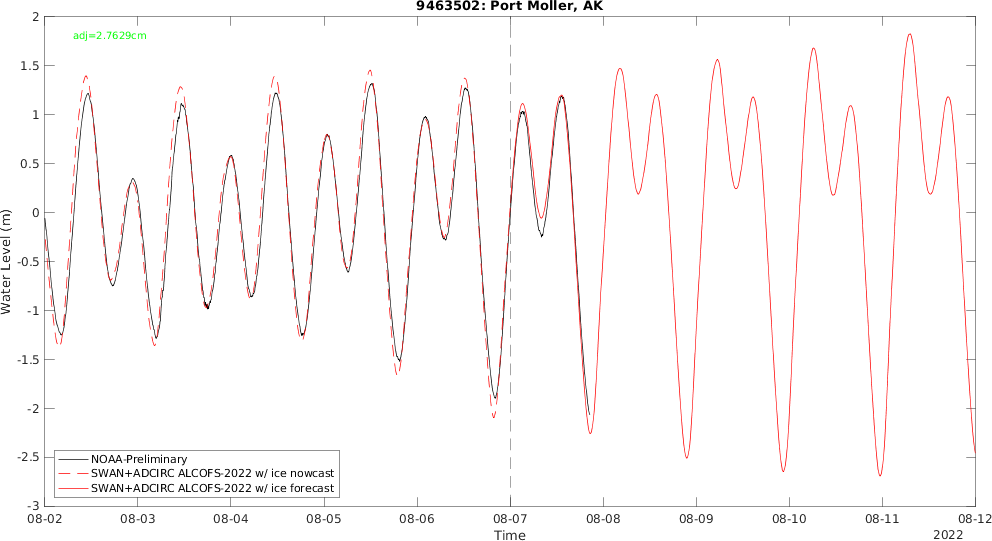 9463502: Port Moller, AK
adj=2.7629cm
2
1.5
1
0.5
0
-0.5
-1
-1.5
-2
-2.5
-3
Water Level (m)
NOAA-Preliminary
SWAN+ADCIRC ALCOFS-2022 w/ ice nowcast
SWAN+ADCIRC ALCOFS-2022 w/ ice forecast
08-02 08-03 08-04 08-05 08-06 08-07 08-08 08-09 08-10 08-11 08-12
Time
2022